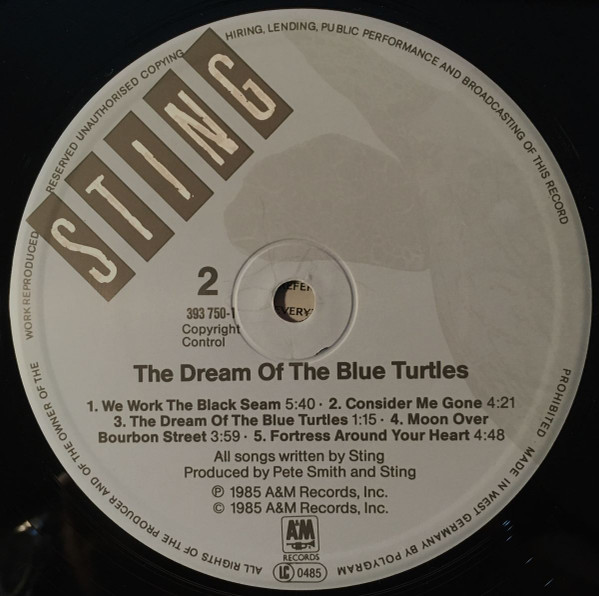 STING
2
393 750-1
Copyright
Control
The Dream Of The Blue Turtles
1. We Work The Black Seam 5:40 · 2. Consider Me Gone 4:21
3. The Dream Of The Blue Turtles 1:15 · 4. Moon Over
Bourbon Street 3:59 · 5. Fortress Around Your Heart 4:48
All songs written by Sting
Produced by Pete Smith and Sting
℗ 1985 A&M Records, Inc.
© 1985 A&M Records, Inc.
A&M
RECORDS
LC 0485
ALL RIGHTS OF THE PRODUCER AND OF THE OWNER OF THE WORK REPRODUCED RESERVED UNAUTHORISED COPYING, HIRING, LENDING, PUBLIC PERFORMANCE AND BROADCASTING OF THIS RECORD PROHIBITED · MADE IN WEST GERMANY BY POLYGRAM